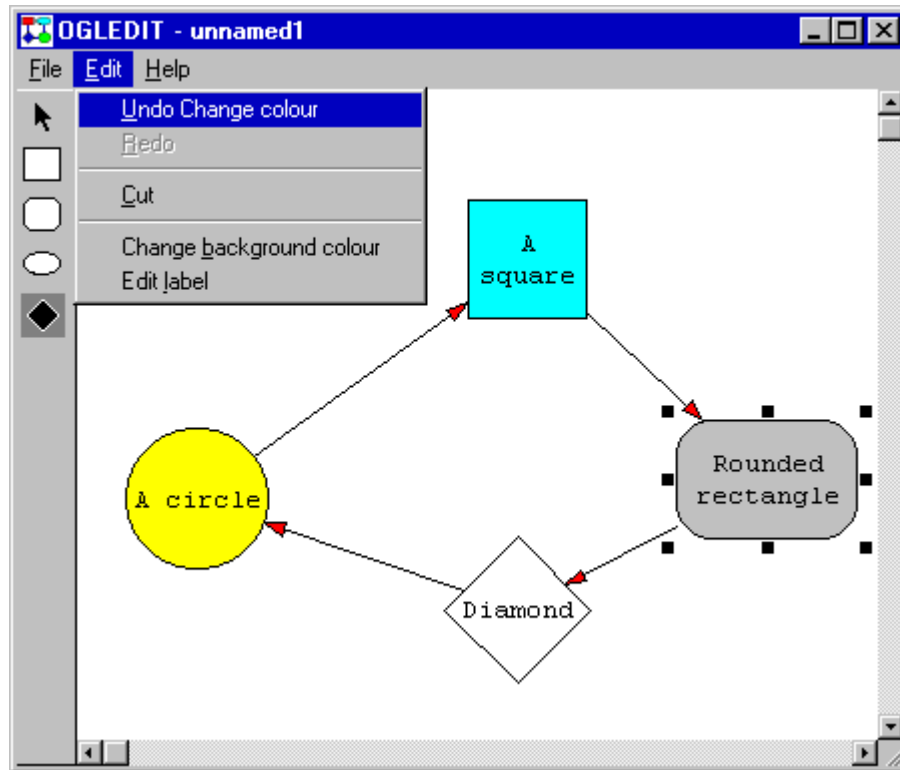 OGLEDIT - unnamed1
File Edit Help
Undo Change colour
Redo
Cut
Change background colour
Edit label
A
square
Rounded
rectangle
A circle
Diamond